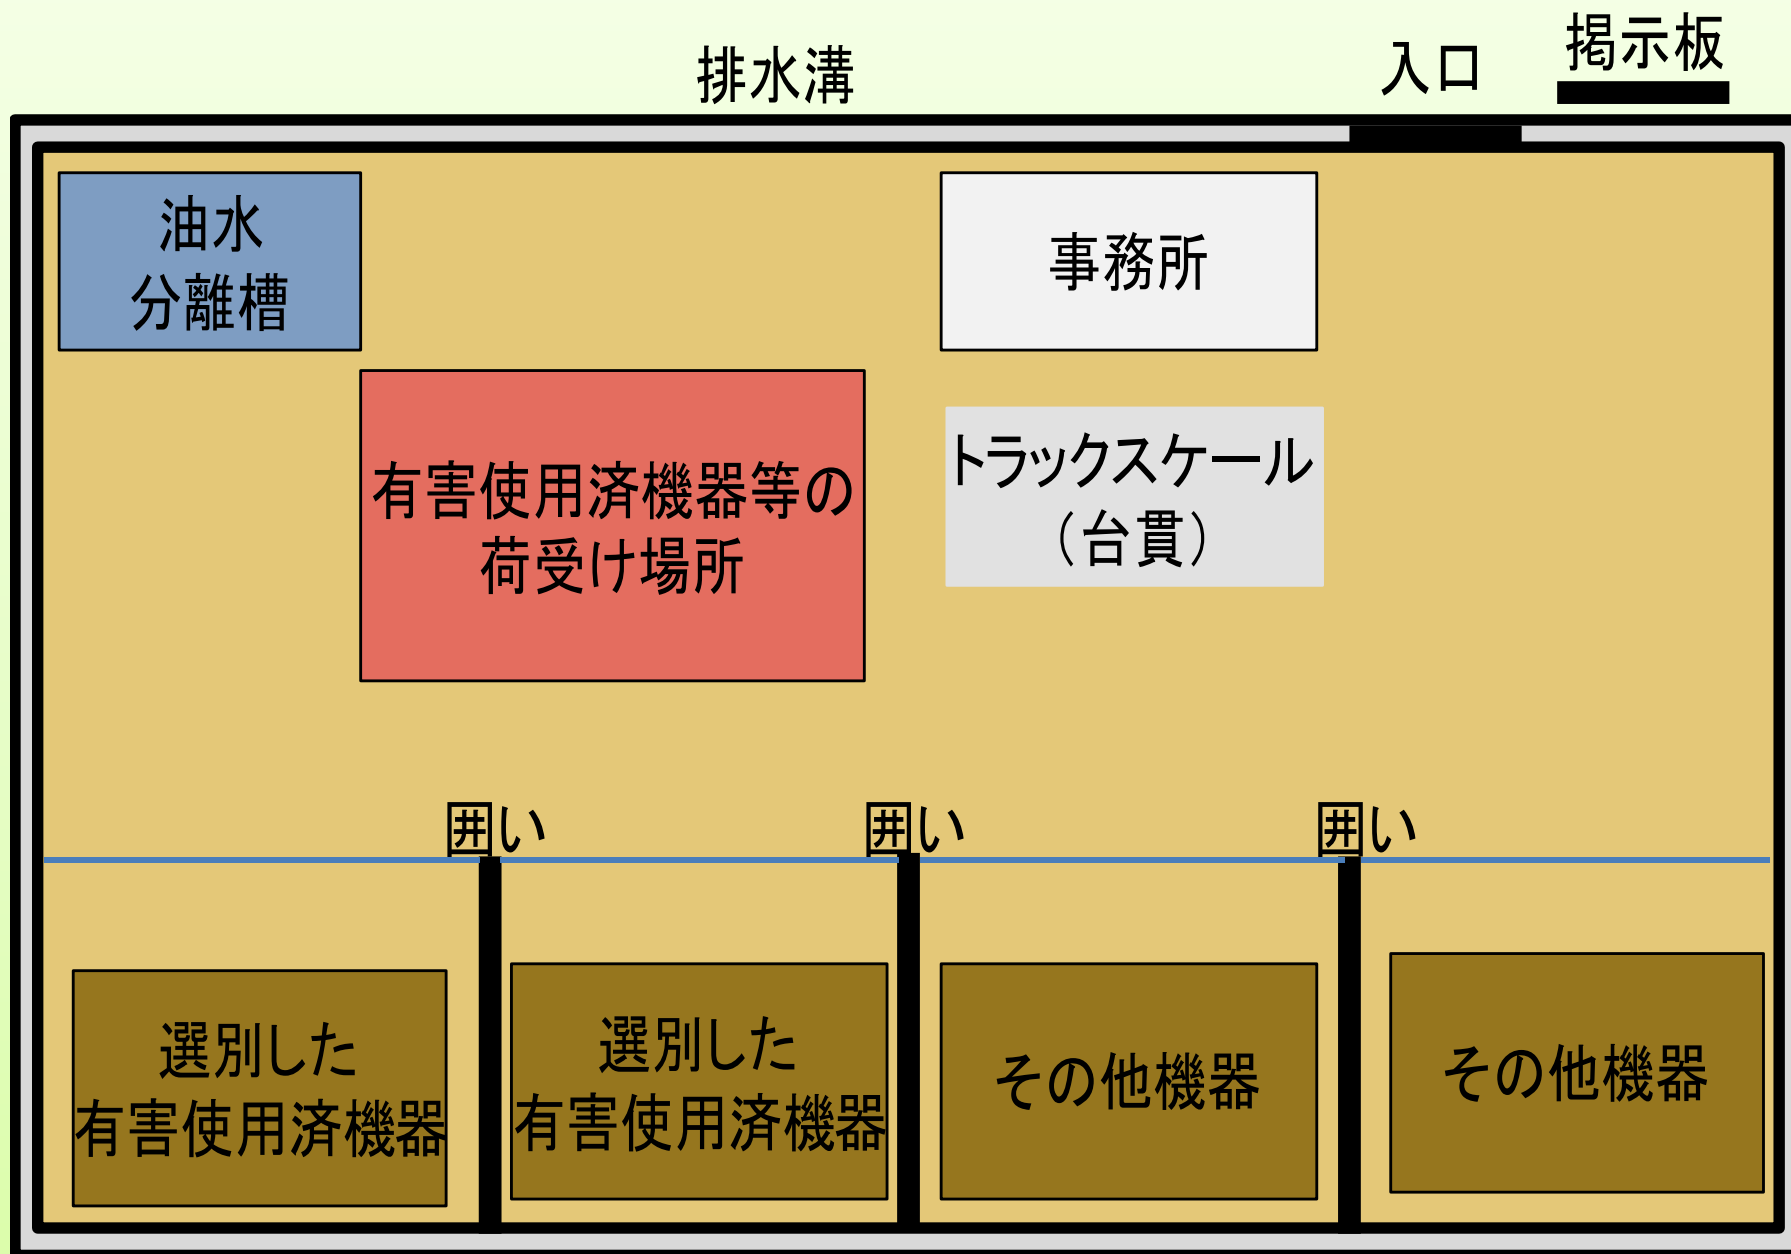 排水溝
入口
掲示板
油水
分離槽
事務所
有害使用済機器等の
荷受け場所
トラックスケール
（台貫）
囲い
囲い
囲い
選別した
有害使用済機器
選別した
有害使用済機器
その他機器
その他機器